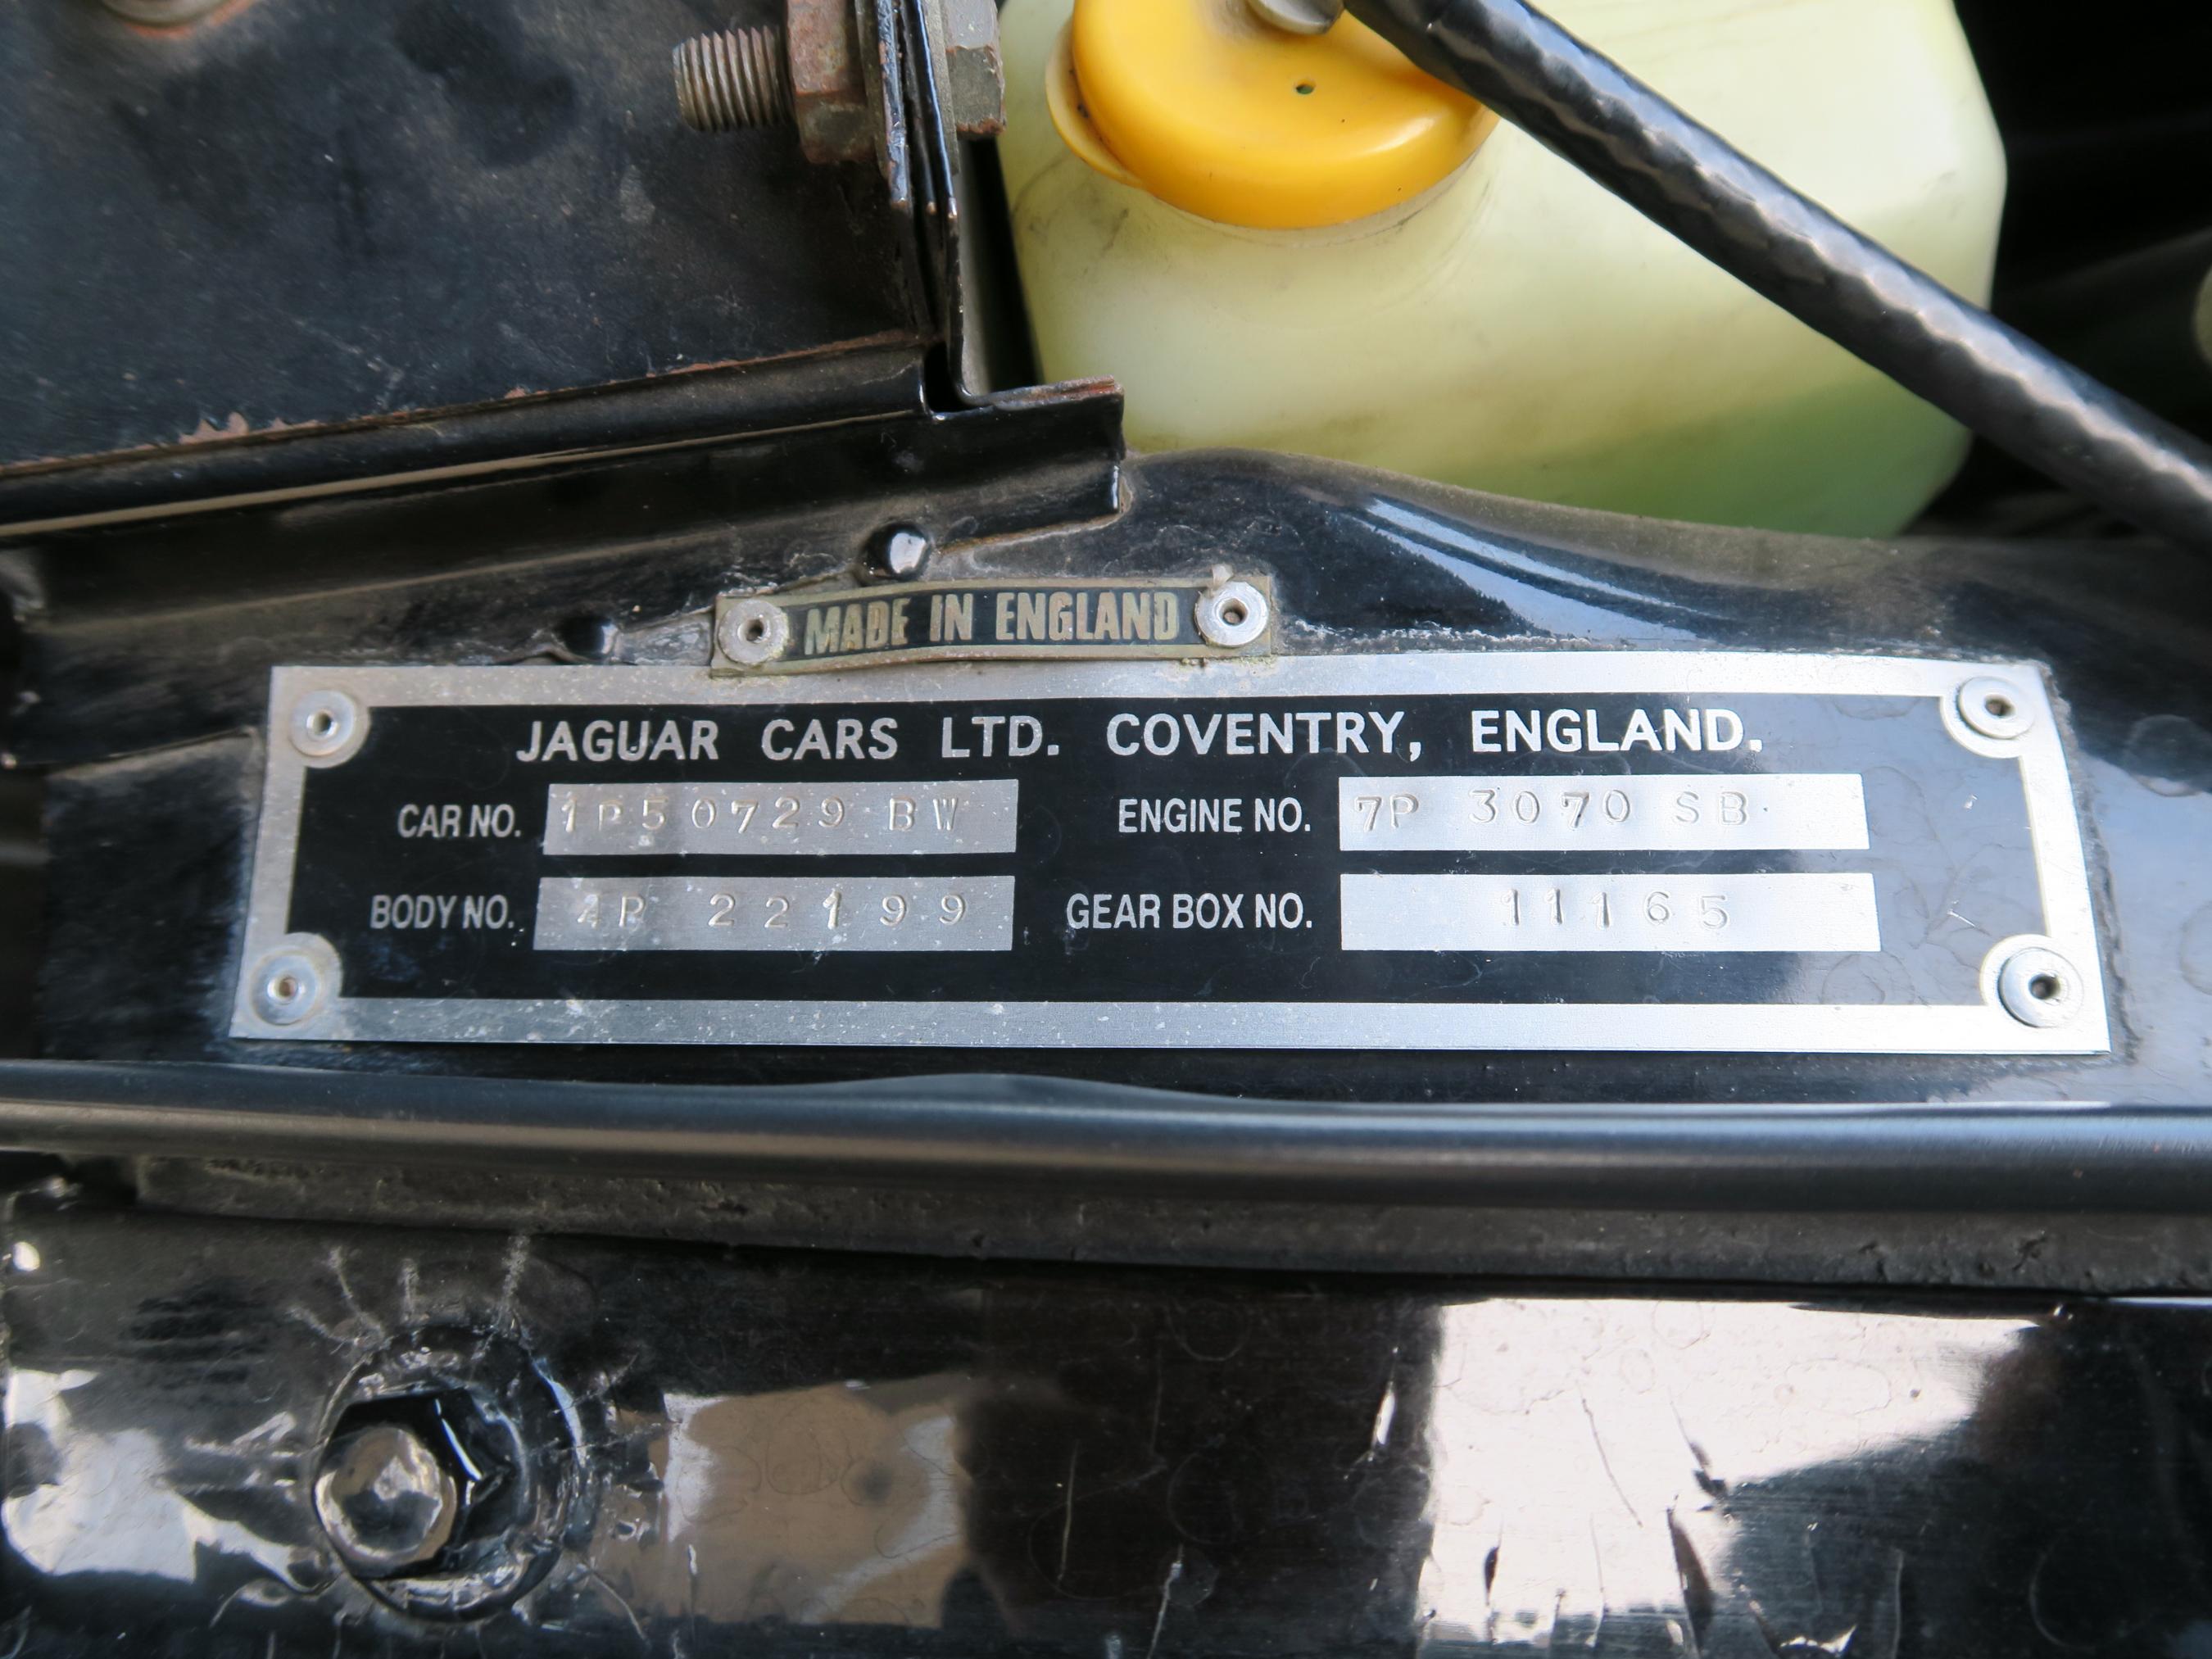 MADE IN ENGLAND
JAGUAR CARS LTD. COVENTRY, ENGLAND.
CAR NO. 1P50729 BW
ENGINE NO. 7P 3070 SB
BODY NO. 4P 22199
GEAR BOX NO. 11165